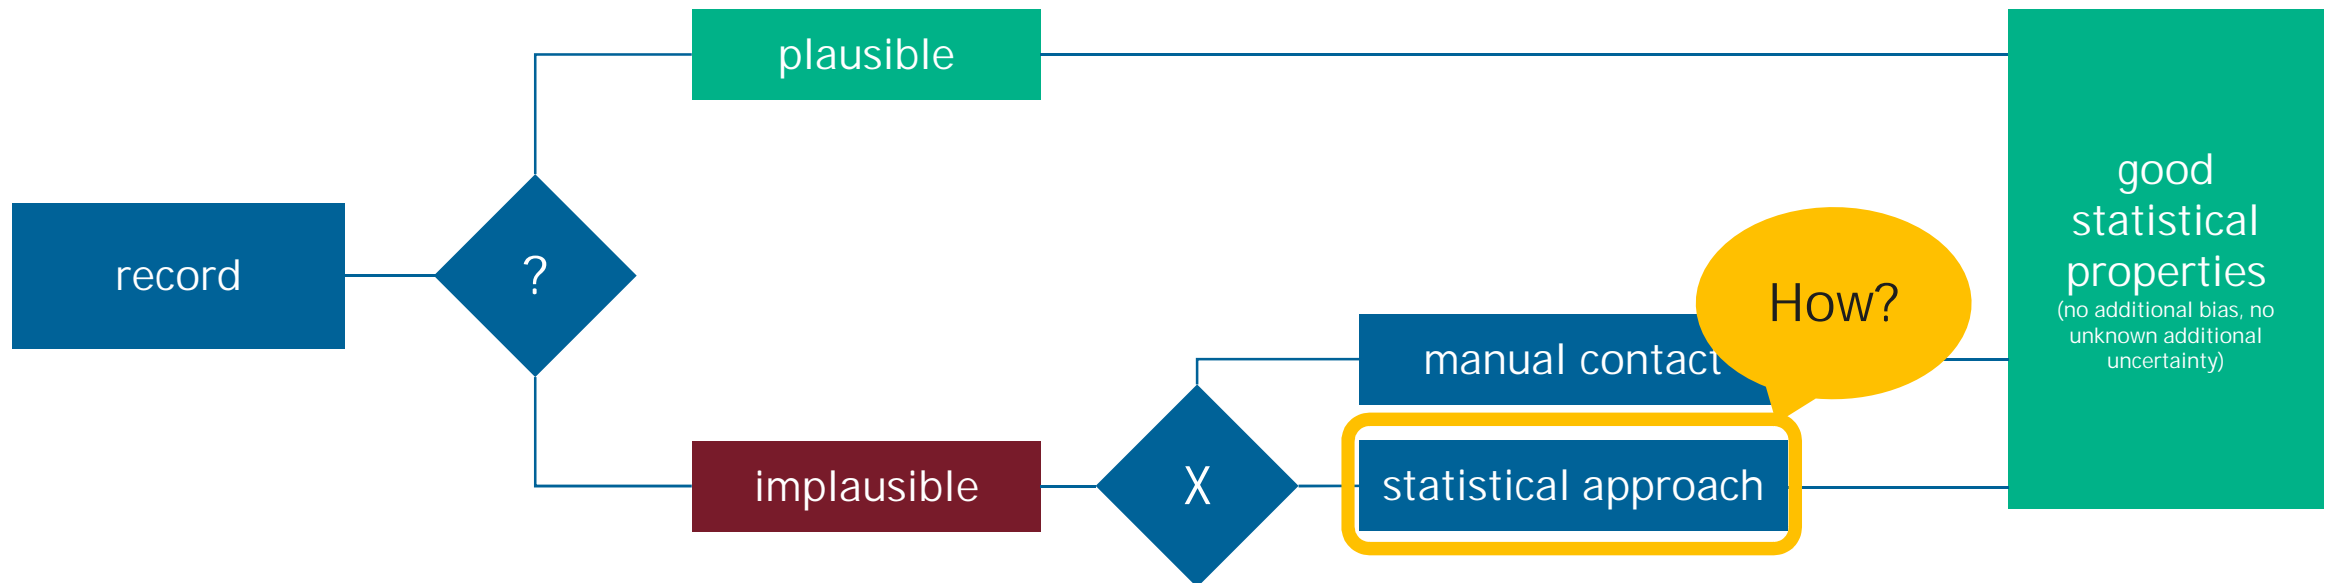 plausible
record
?
implausible
X
manual contact
statistical approach
How?
good
statistical
properties
(no additional bias, no
unknown additional
uncertainty)